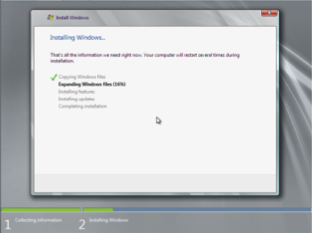 Install Windows
Installing Windows...
That's all the information we need right now. Your computer will restart several times during
installation.
Copying Windows files
Expanding Windows files (16%)
Installing features
Installing updates
Completing installation
1 Collecting information
2 Installing Windows